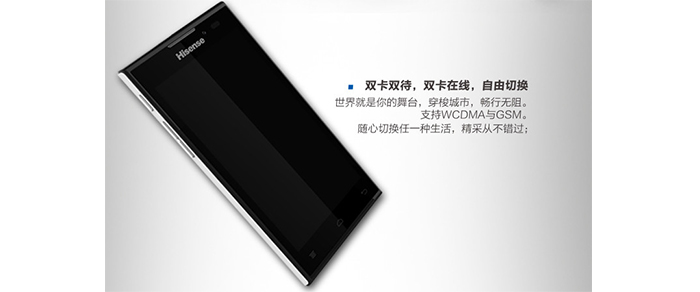 Hisense
双卡双待，双卡在线，自由切换
世界就是你的舞台，穿梭城市，畅行无阻。
支持WCDMA与GSM。
随心切换任一种生活，精采从不错过；